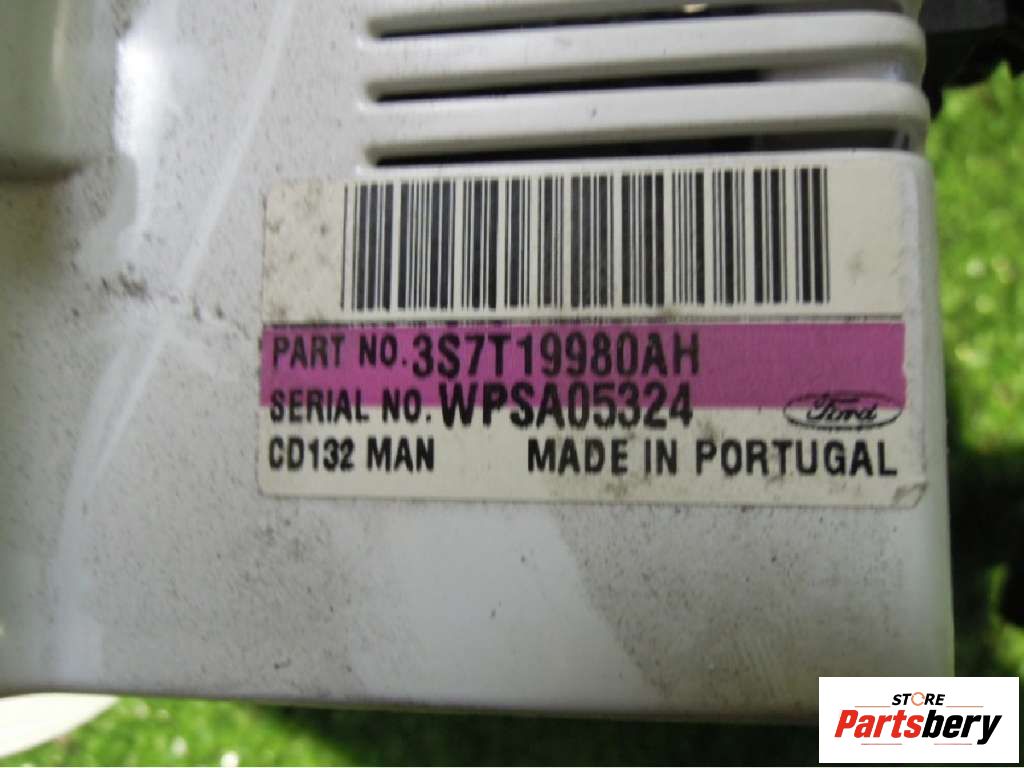 PART NO. 3S7T19980AH
SERIAL NO. WPSA05324
Ford
CD132 MAN MADE IN PORTUGAL
STORE
Partsbery